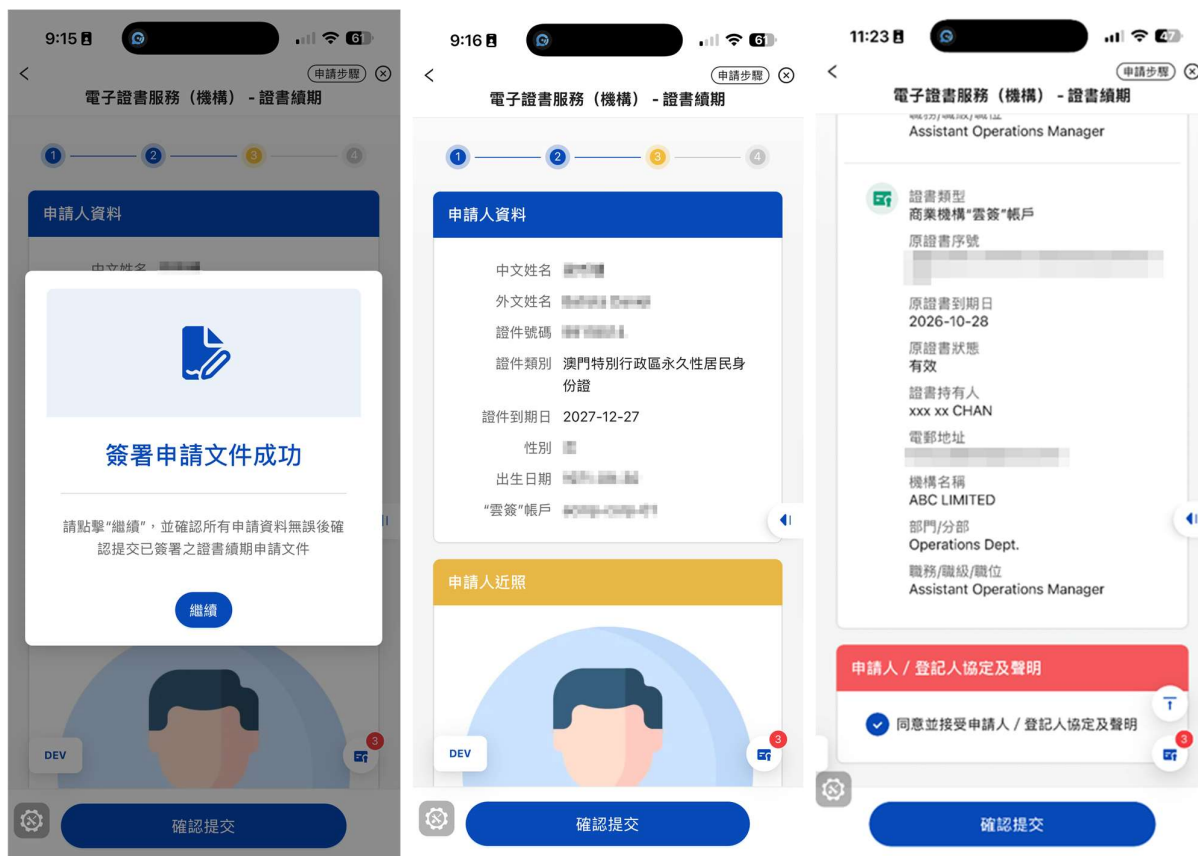 9:15
61
申請步驟
電子證書服務（機構） - 證書續期
1
2
3
4
申請人資料
中文姓名
簽署申請文件成功
請點擊“繼續”，並確認所有申請資料無誤後確
認提交已簽署之證書續期申請文件
繼續
DEV
3
確認提交
9:16
61
申請步驟
電子證書服務（機構） - 證書續期
1
2
3
4
申請人資料
中文姓名
外文姓名
證件號碼
證件類別 澳門特別行政區永久性居民身
份證
證件到期日 2027-12-27
性別
出生日期
“雲簽”帳戶
申請人近照
DEV
3
確認提交
11:23
47
申請步驟
電子證書服務（機構） - 證書續期
職務/職級/職位
Assistant Operations Manager
證書類型
商業機構“雲簽”帳戶
原證書序號
原證書到期日
2026-10-28
原證書狀態
有效
證書持有人
xxx xx CHAN
電郵地址
機構名稱
ABC LIMITED
部門/分部
Operations Dept.
職務/職級/職位
Assistant Operations Manager
申請人 / 登記人協定及聲明
同意並接受申請人 / 登記人協定及聲明
3
確認提交